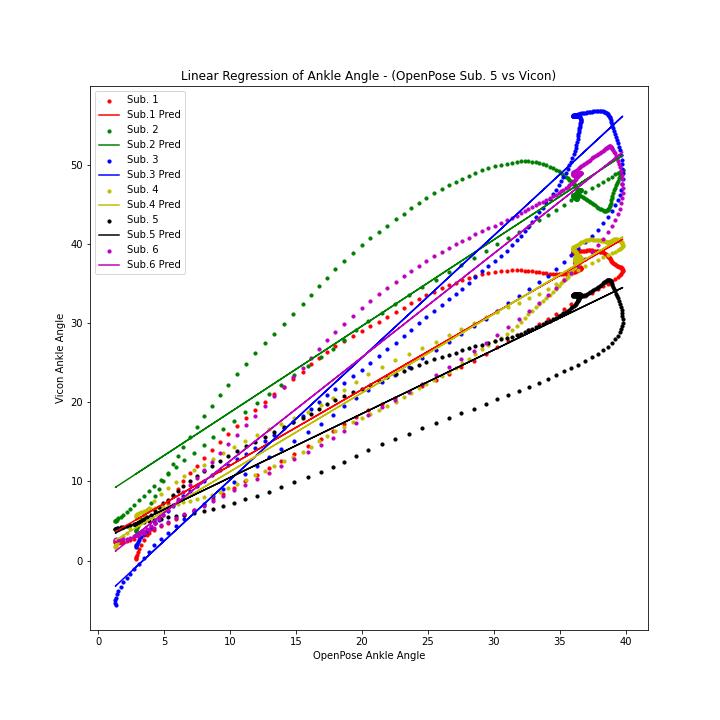 Linear Regression of Ankle Angle - (OpenPose Sub. 5 vs Vicon)
Sub. 1
Sub.1 Pred
Sub. 2
Sub.2 Pred
Sub. 3
Sub.3 Pred
Sub. 4
Sub.4 Pred
Sub. 5
Sub.5 Pred
Sub. 6
Sub.6 Pred
50
40
30
20
10
0
Vicon Ankle Angle
0 5 10 15 20 25 30 35 40
OpenPose Ankle Angle